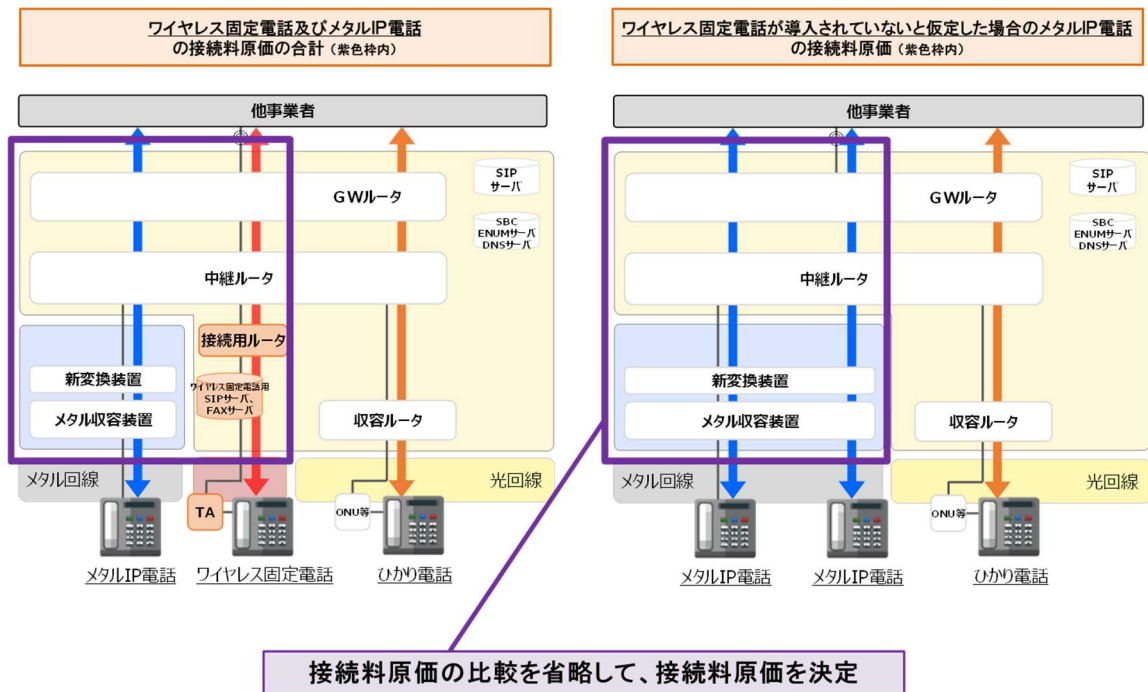 ワイヤレス固定電話及びメタルIP電話
の接続料原価の合計（紫色枠内）
他事業者
SIP
サーバ
GWルータ
SBC
ENUMサーバ
DNSサーバ
中継ルータ
接続用ルータ
新変換装置
ワイヤレス固定電話用
SIPサーバ、
FAXサーバ
メタル収容装置
収容ルータ
メタル回線
光回線
TA
ONU等
メタルIP電話
ワイヤレス固定電話
ひかり電話
ワイヤレス固定電話が導入されていないと仮定した場合のメタルIP電話
の接続料原価（紫色枠内）
他事業者
SIP
サーバ
GWルータ
SBC
ENUMサーバ
DNSサーバ
中継ルータ
新変換装置
メタル収容装置
収容ルータ
メタル回線
光回線
ONU等
メタルIP電話
メタルIP電話
ひかり電話
接続料原価の比較を省略して、接続料原価を決定